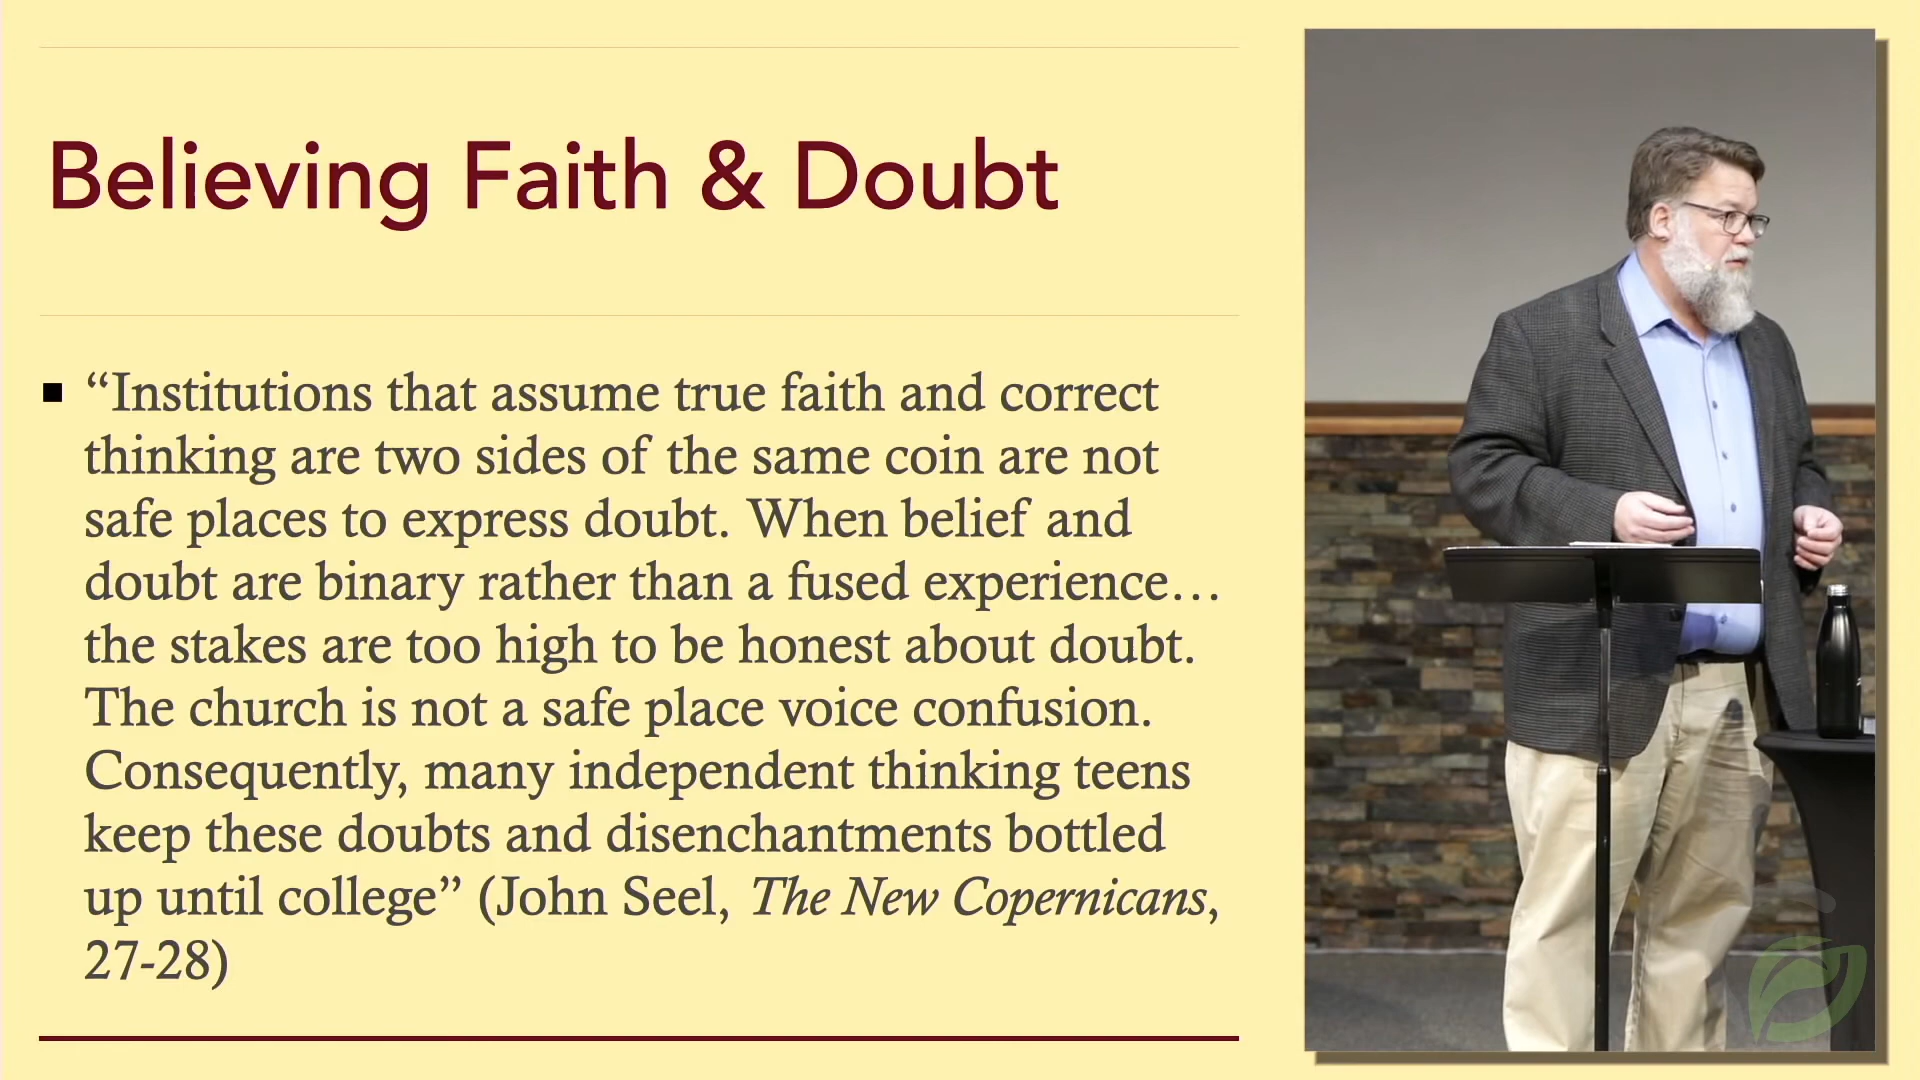 Believing Faith & Doubt
▪ “Institutions that assume true faith and correct
thinking are two sides of the same coin are not
safe places to express doubt. When belief and
doubt are binary rather than a fused experience…
the stakes are too high to be honest about doubt.
The church is not a safe place voice confusion.
Consequently, many independent thinking teens
keep these doubts and disenchantments bottled
up until college” (John Seel, The New Copernicans,
27-28)